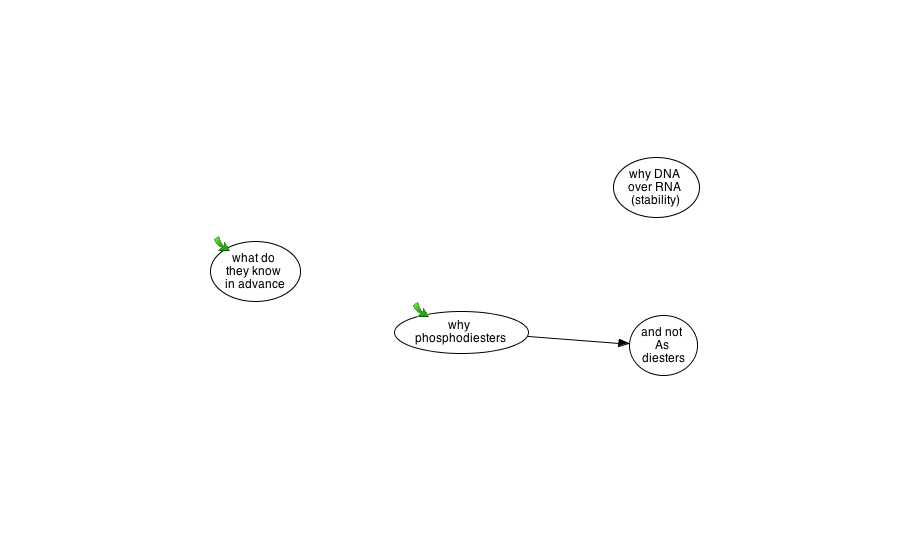 why DNA
over RNA
(stability)
what do
they know
in advance
why
phosphodiesters
and not
As
diesters